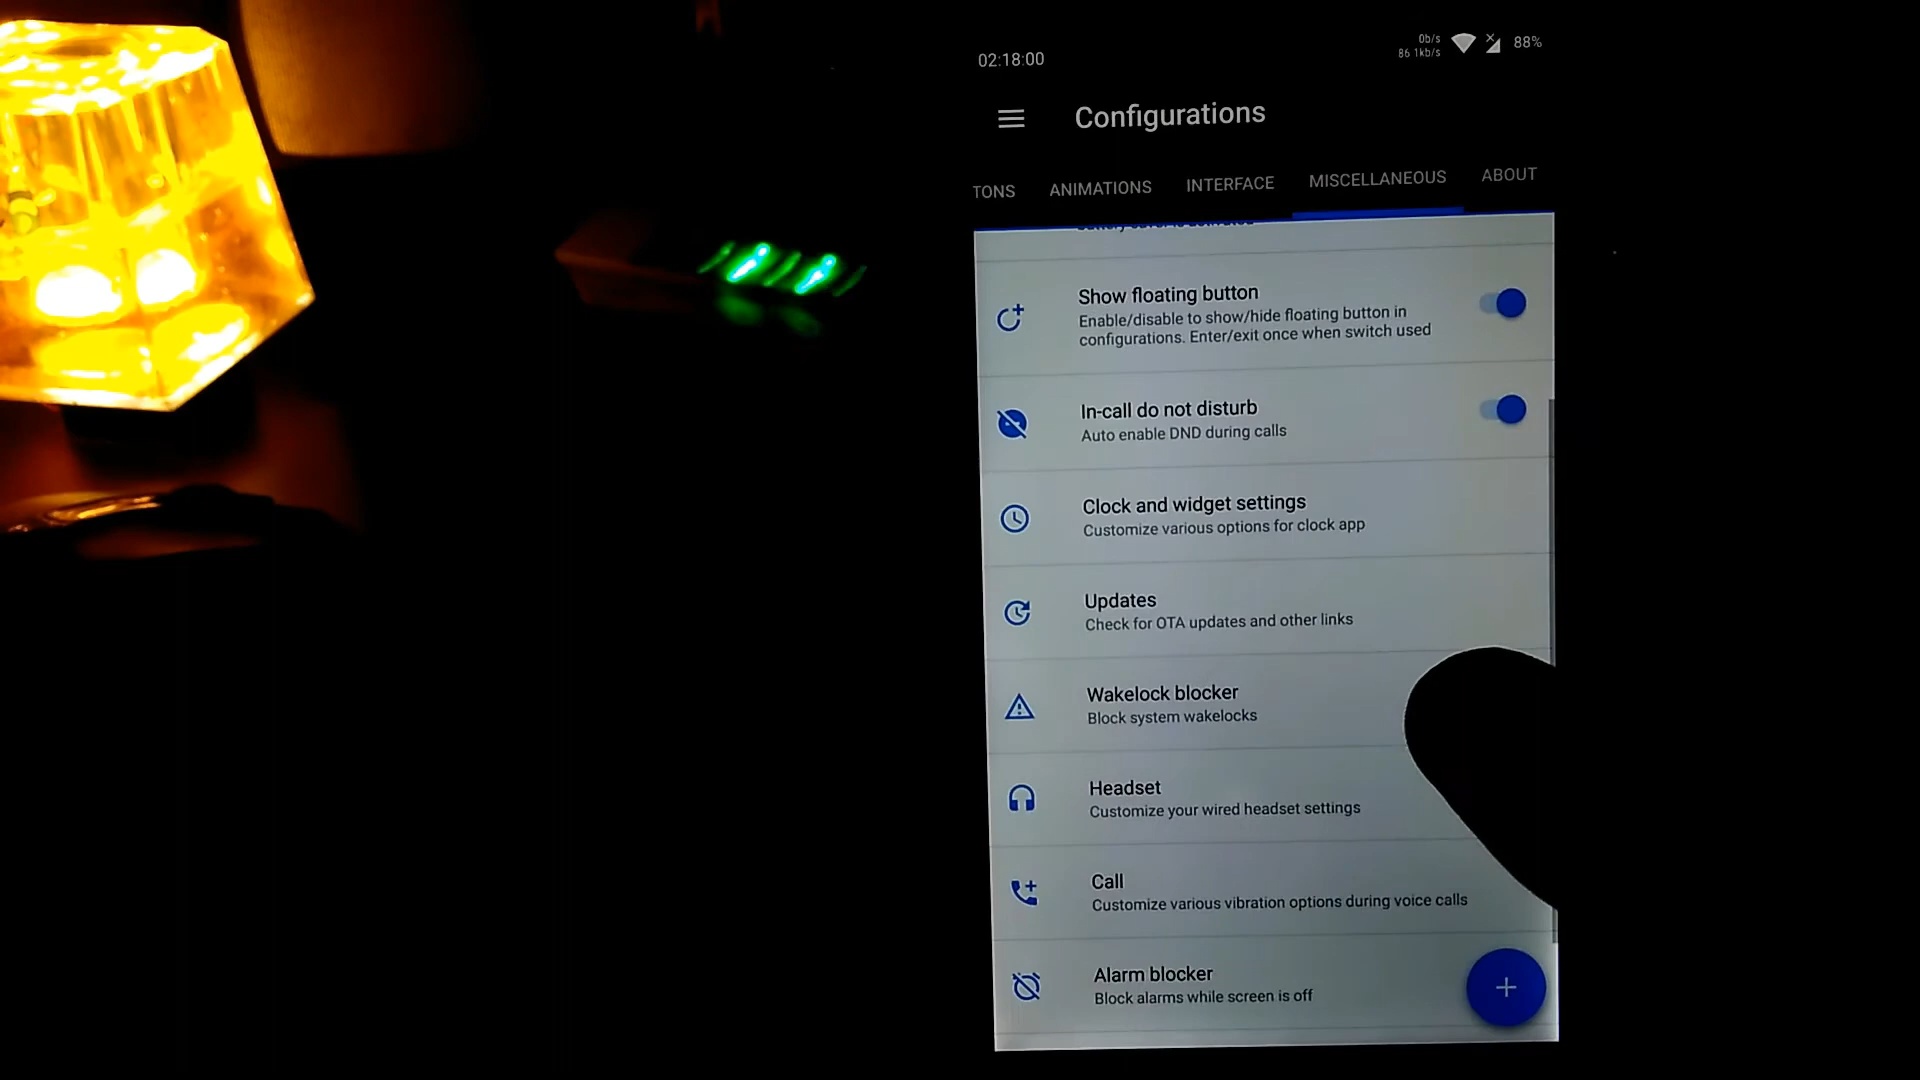 02:18:00
0b/s
86 1kb/s
88%
Configurations
TONS ANIMATIONS INTERFACE MISCELLANEOUS ABOUT
Show floating button
Enable/disable to show/hide floating button in
configurations. Enter/exit once when switch used
In-call do not disturb
Auto enable DND during calls
Clock and widget settings
Customize various options for clock app
Updates
Check for OTA updates and other links
Wakelock blocker
Block system wakelocks
Headset
Customize your wired headset settings
Call
Customize various vibration options during voice calls
Alarm blocker
Block alarms while screen is off